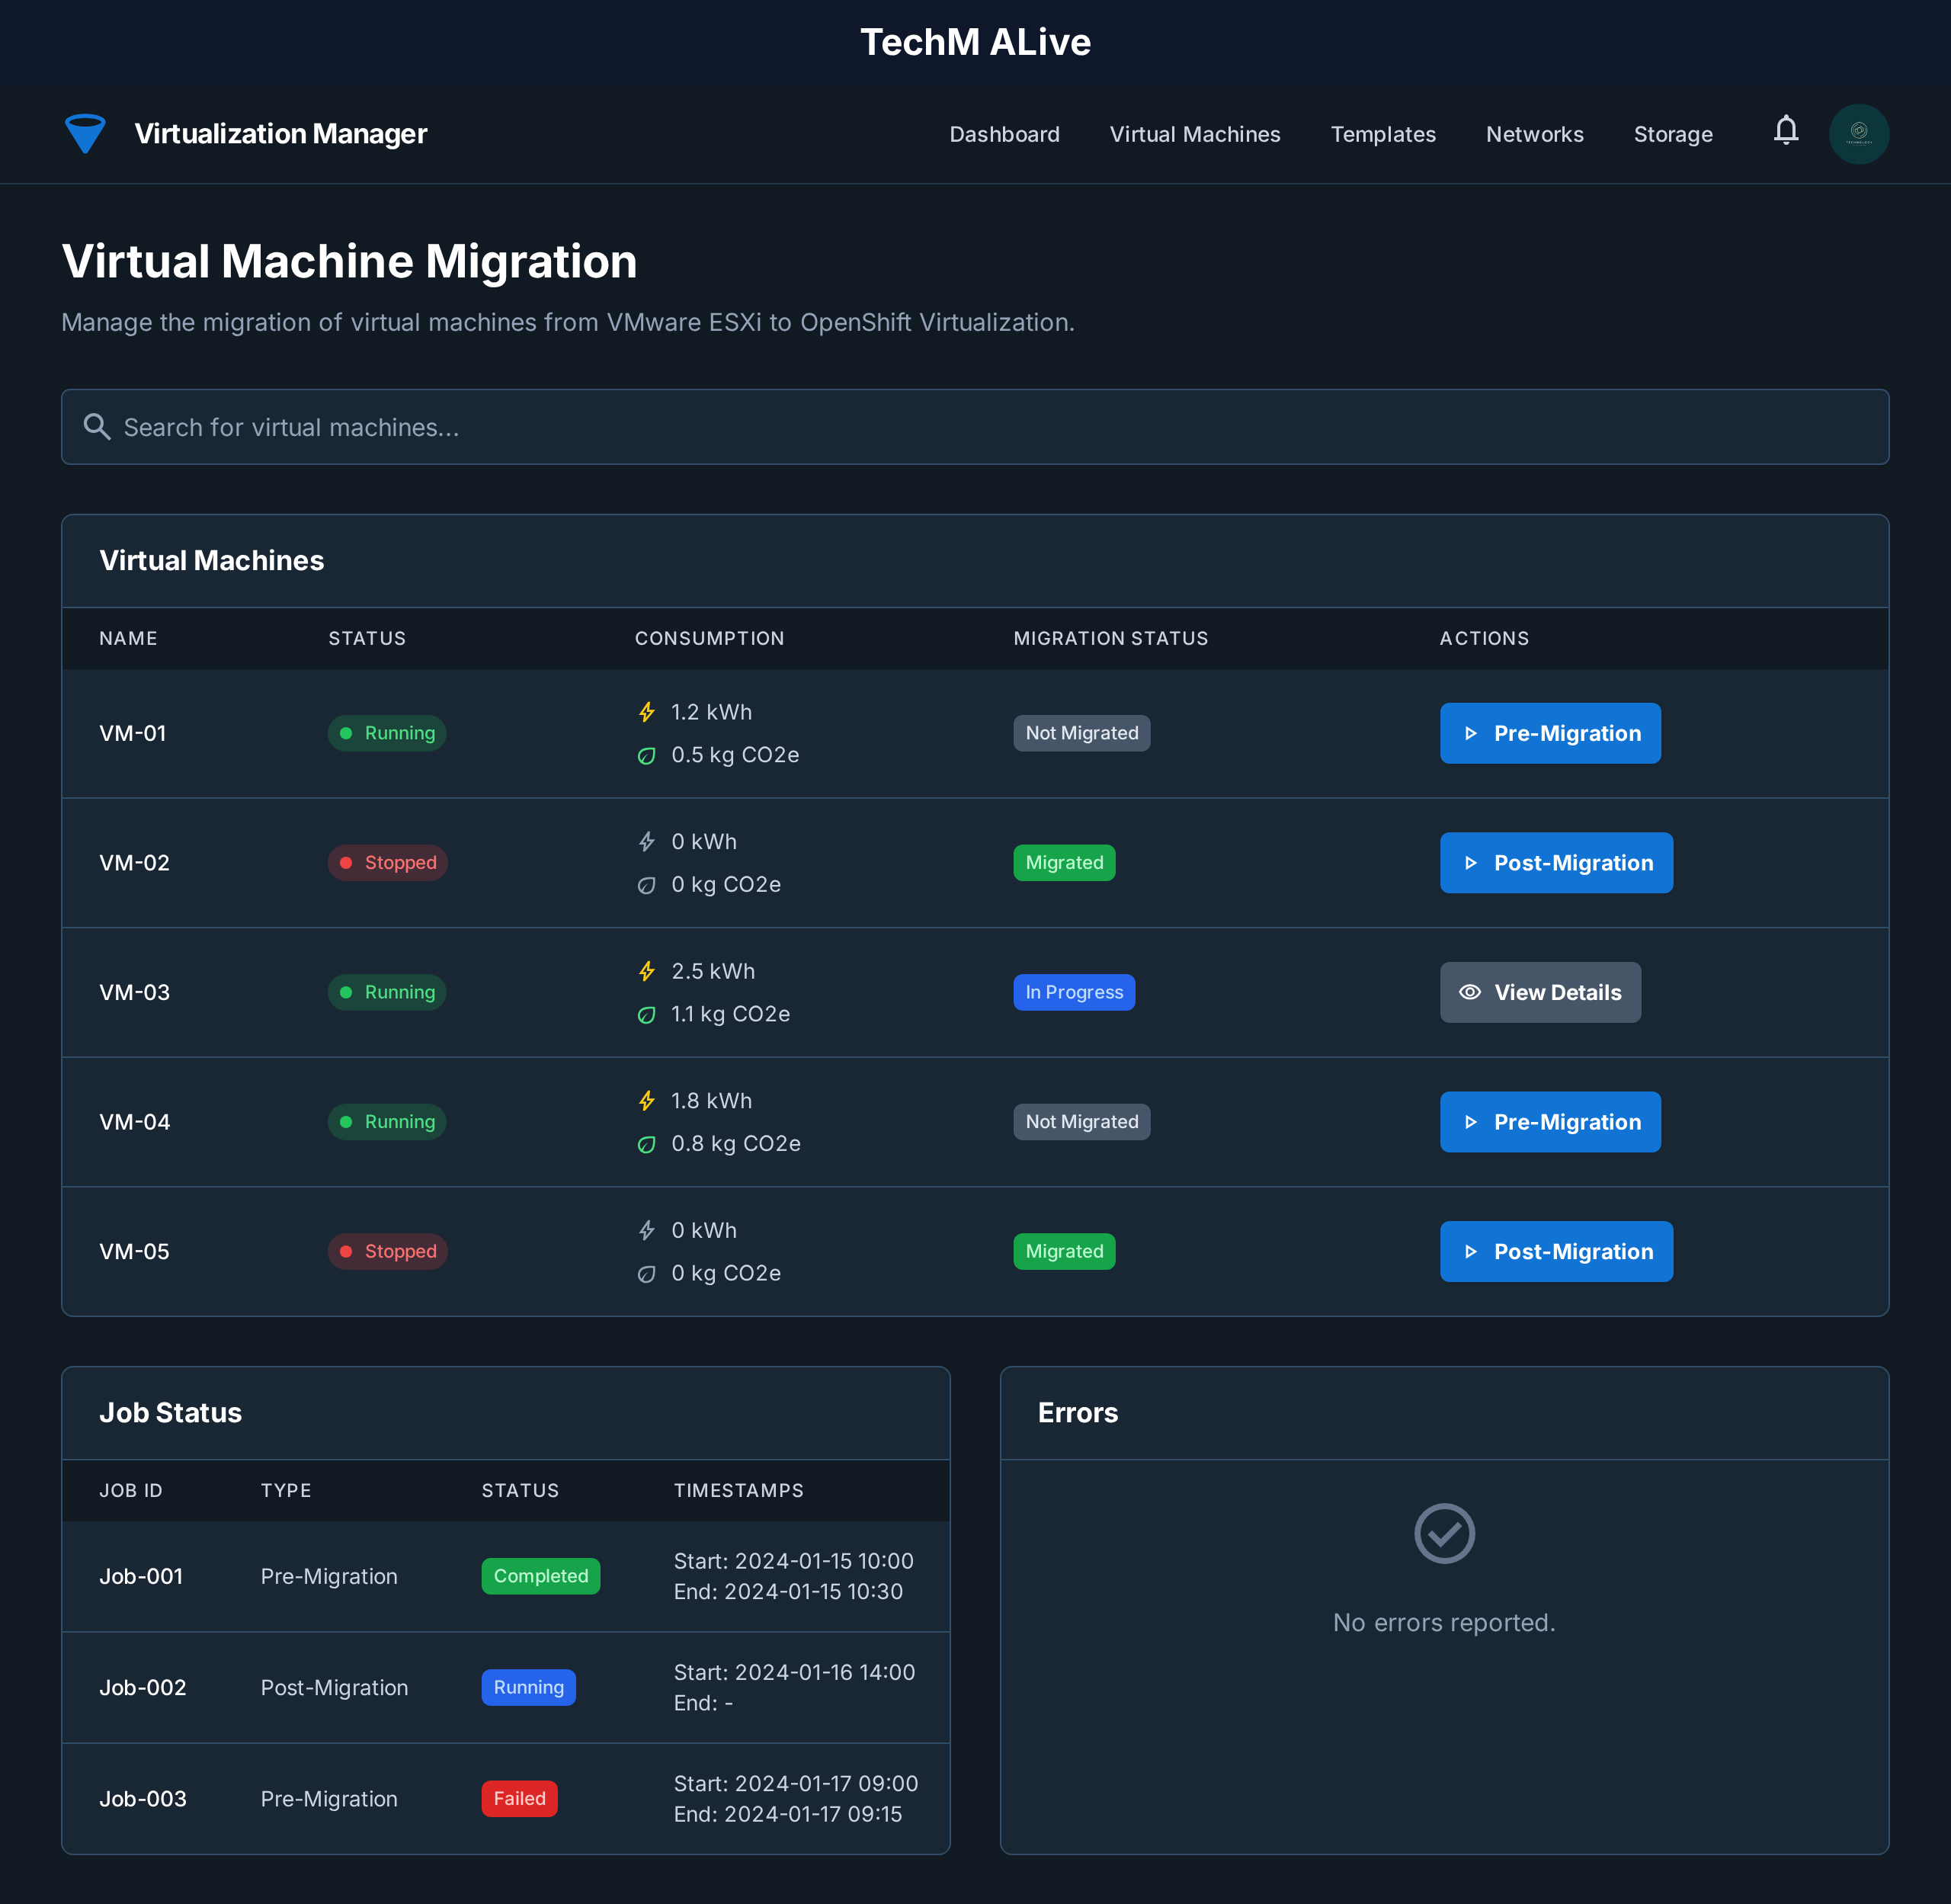 TechM ALive
Virtualization Manager
Dashboard
Virtual Machines
Templates
Networks
Storage
Virtual Machine Migration
Manage the migration of virtual machines from VMware ESXi to OpenShift Virtualization.
Search for virtual machines...
Virtual Machines
NAME STATUS CONSUMPTION MIGRATION STATUS ACTIONS
VM-01 Running 1.2 kWh Not Migrated Pre-Migration
0.5 kg CO2e
VM-02 Stopped 0 kWh Migrated Post-Migration
0 kg CO2e
VM-03 Running 2.5 kWh In Progress View Details
1.1 kg CO2e
VM-04 Running 1.8 kWh Not Migrated Pre-Migration
0.8 kg CO2e
VM-05 Stopped 0 kWh Migrated Post-Migration
0 kg CO2e
Job Status
JOB ID TYPE STATUS TIMESTAMPS
Job-001 Pre-Migration Completed Start: 2024-01-15 10:00
End: 2024-01-15 10:30
Job-002 Post-Migration Running Start: 2024-01-16 14:00
End: -
Job-003 Pre-Migration Failed Start: 2024-01-17 09:00
End: 2024-01-17 09:15
Errors
No errors reported.